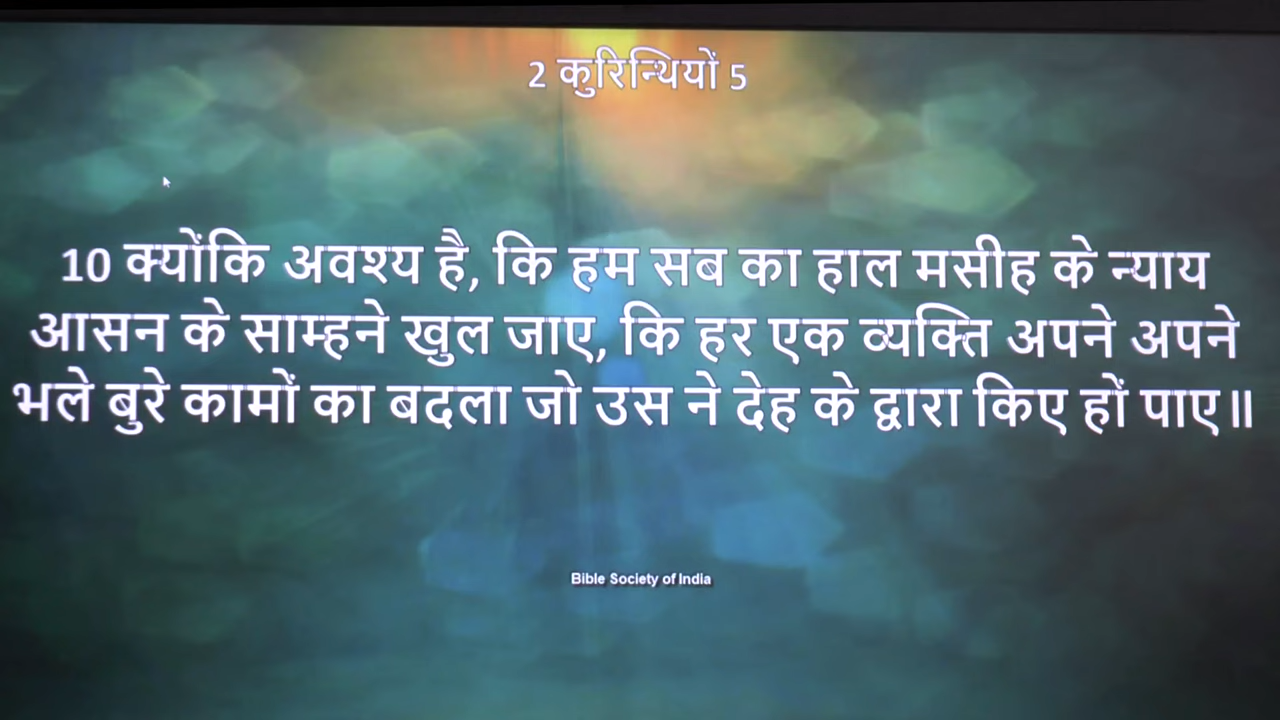 2 कुरिन्थियों 5
10 क्योंकि अवश्य है, कि हम सब का हाल मसीह के न्याय
आसन के साम्हने खुल जाए, कि हर एक व्यक्ति अपने अपने
भले बुरे कामों का बदला जो उस ने देह के द्वारा किए हों पाए॥
Bible Society of India